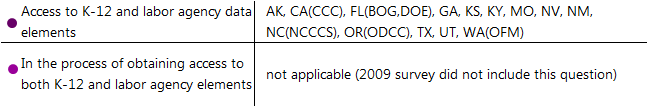 Access to K-12 and labor agency data
elements
AK, CA(CCC), FL(BOG,DOE), GA, KS, KY, MO, NV, NM,
NC(NCCCS), OR(ODCC), TX, UT, WA(OFM)
In the process of obtaining access to
both K-12 and labor agency elements
not applicable (2009 survey did not include this question)